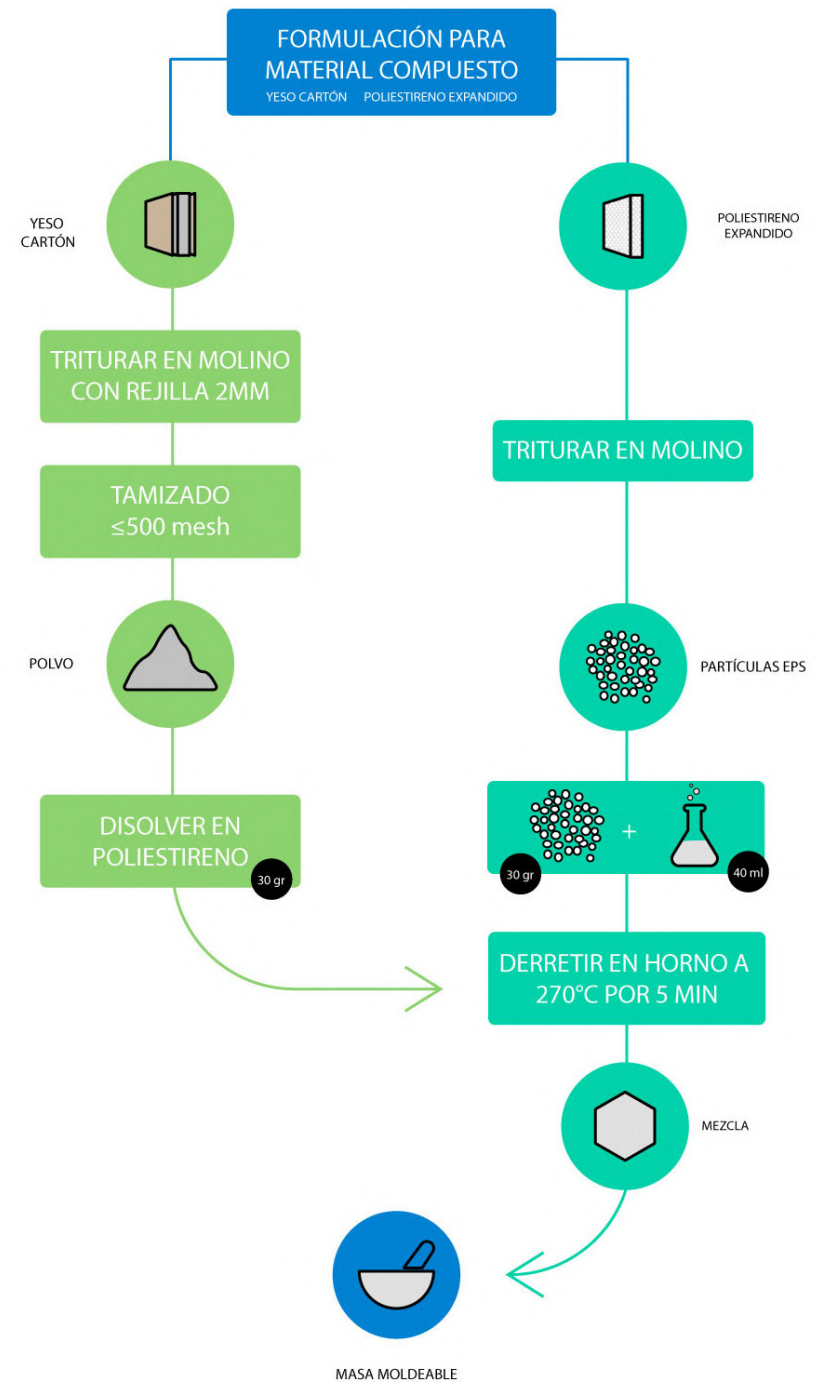 FORMULACIÓN PARA
MATERIAL COMPUESTO
YESO CARTÓN POLIESTIRENO EXPANDIDO
YESO
CARTÓN
POLIESTIRENO
EXPANDIDO
TRITURAR EN MOLINO
CON REJILLA 2MM
TRITURAR EN MOLINO
TAMIZADO
≤500 mesh
POLVO
PARTÍCULAS EPS
DISOLVER EN
POLIESTIRENO
30 gr
+
30 gr
40 ml
DERRETIR EN HORNO A
270°C POR 5 MIN
MEZCLA
MASA MOLDEABLE